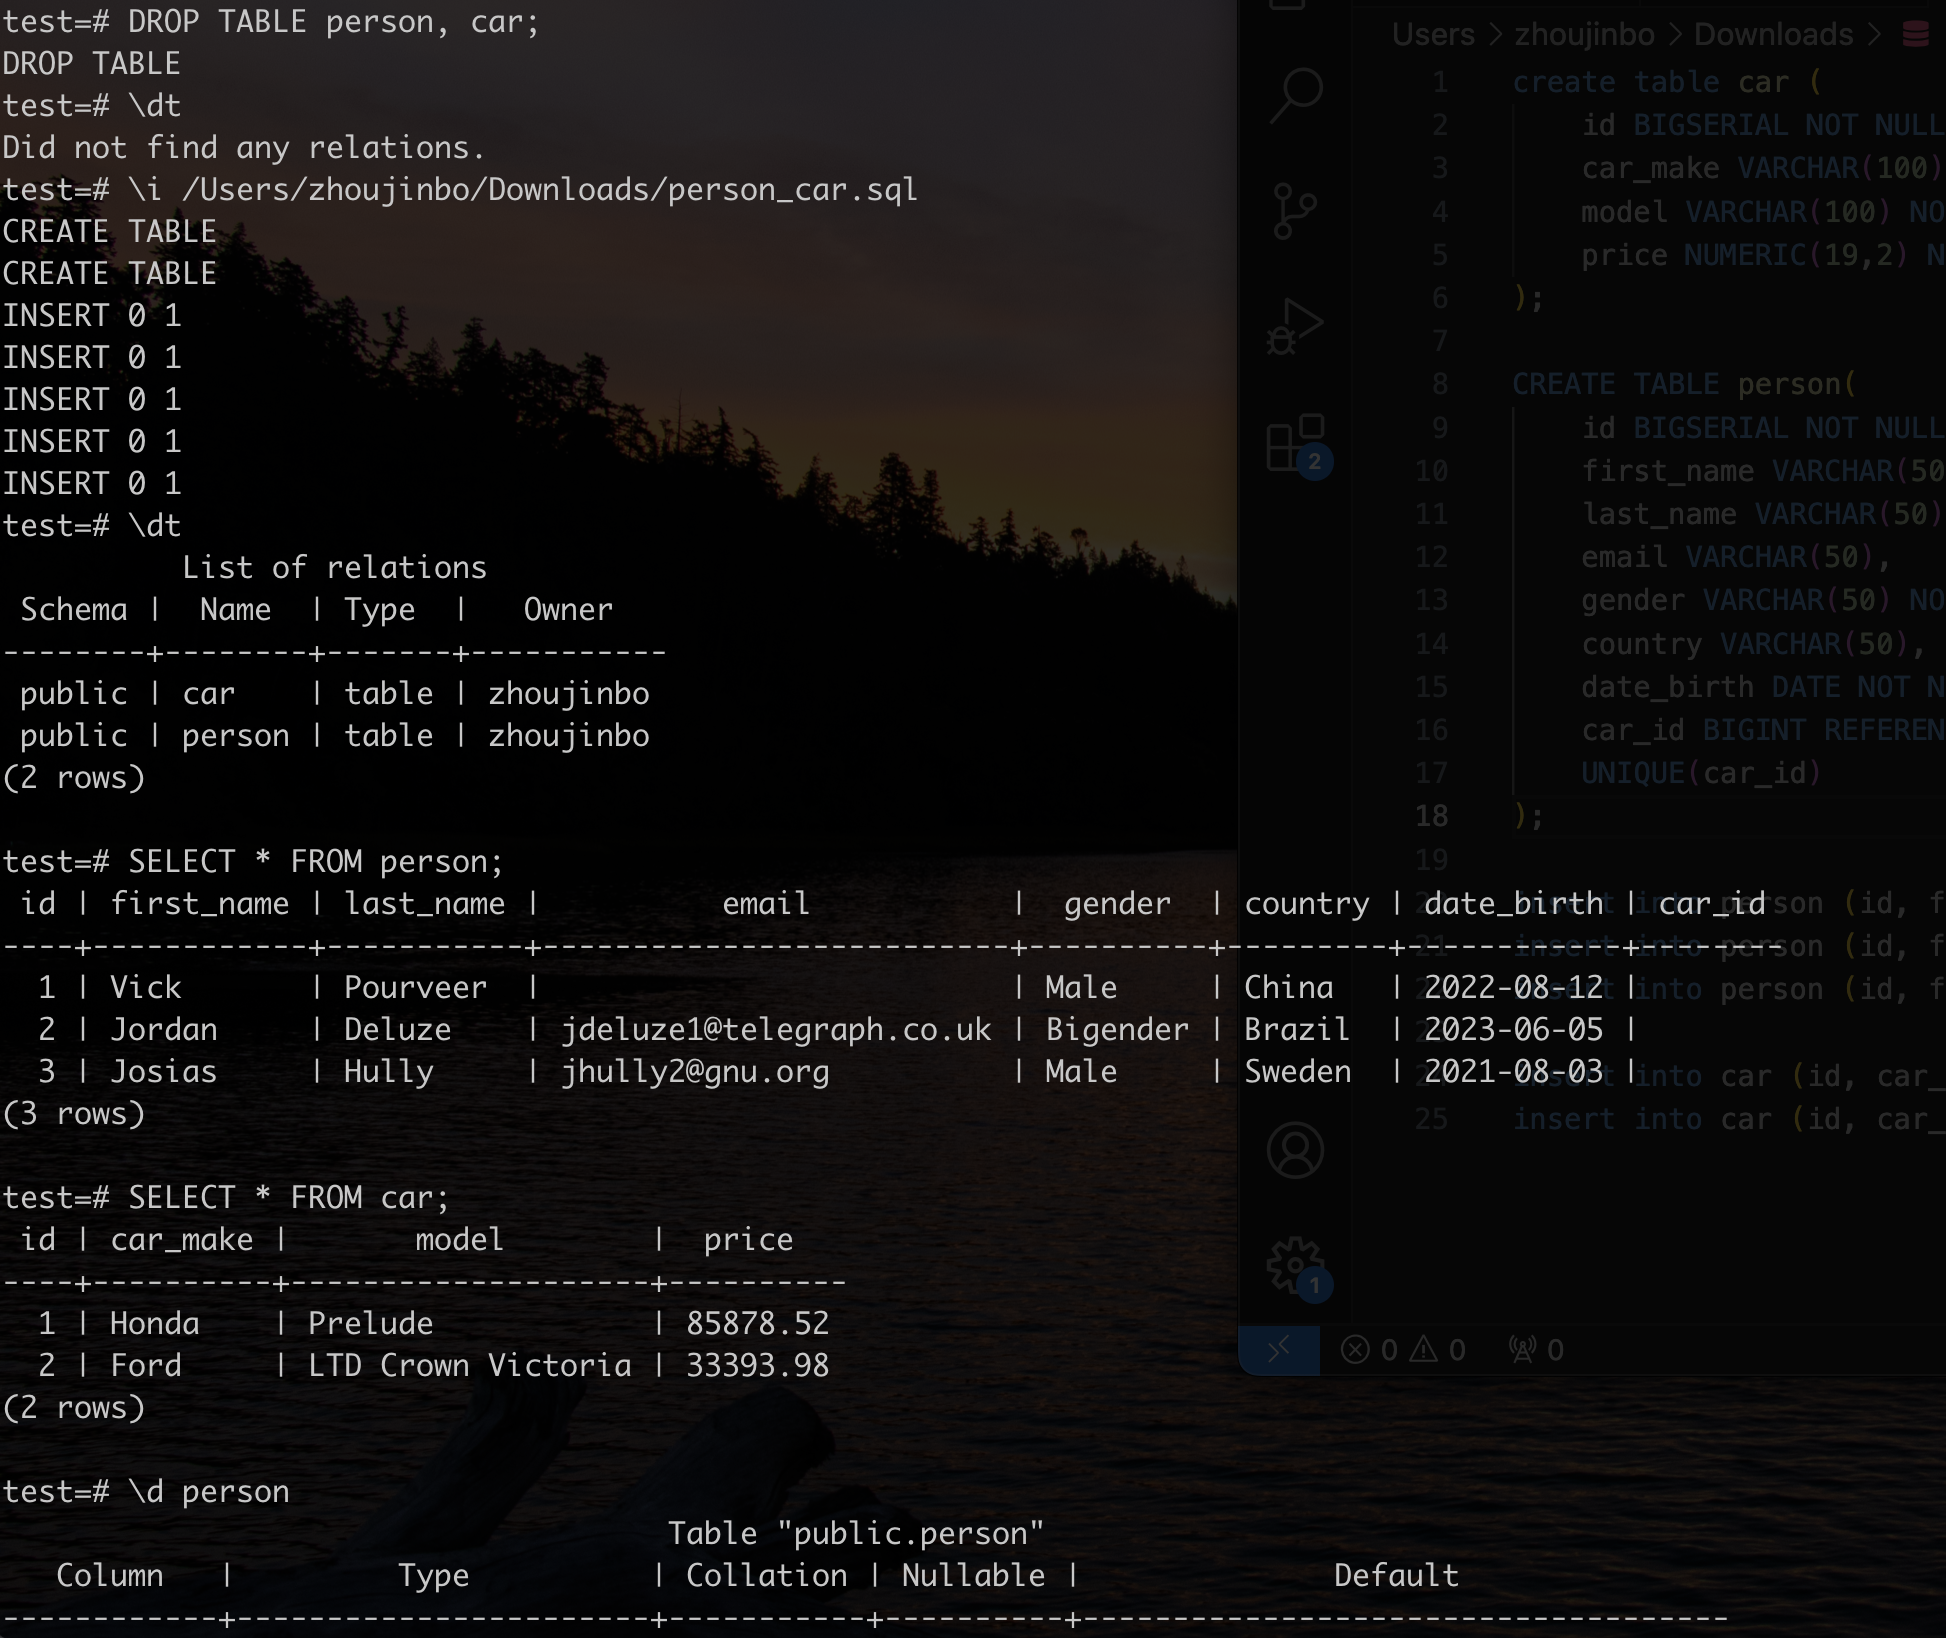 test=# DROP TABLE person, car;
DROP TABLE
test=# \dt
Did not find any relations.
test=# \i /Users/zhoujinbo/Downloads/person_car.sql
CREATE TABLE
CREATE TABLE
INSERT 0 1
INSERT 0 1
INSERT 0 1
INSERT 0 1
INSERT 0 1
test=# \dt
         List of relations
 Schema |  Name  | Type  |   Owner
--------+--------+-------+-----------
 public | car    | table | zhoujinbo
 public | person | table | zhoujinbo
(2 rows)
test=# SELECT * FROM person;
 id | first_name | last_name |          email           |  gender  | country | date_birth | car_id
----+------------+-----------+--------------------------+----------+---------+------------+--------
  1 | Vick       | Pourveer  |                          | Male     | China   | 2022-08-12 |
  2 | Jordan     | Deluze    | jdeluze1@telegraph.co.uk | Bigender | Brazil  | 2023-06-05 |
  3 | Josias     | Hully     | jhully2@gnu.org          | Male     | Sweden  | 2021-08-03 |
(3 rows)
test=# SELECT * FROM car;
 id | car_make |       model        |  price
----+----------+--------------------+----------
  1 | Honda    | Prelude            | 85878.52
  2 | Ford     | LTD Crown Victoria | 33393.98
(2 rows)
test=# \d person
                                     Table "public.person"
   Column   |         Type          | Collation | Nullable |              Default
------------+-----------------------+-----------+----------+------------------------------------
Users > zhoujinbo > Downloads >
1 create table car (
2 id BIGSERIAL NOT NULL
3 car_make VARCHAR(100)
4 model VARCHAR(100) NO
5 price NUMERIC(19,2) N
6 );
7
8 CREATE TABLE person(
9 id BIGSERIAL NOT NULL
10 first_name VARCHAR(50
11 last_name VARCHAR(50)
12 email VARCHAR(50),
13 gender VARCHAR(50) NO
14 country VARCHAR(50),
15 date_birth DATE NOT N
16 car_id BIGINT REFEREN
17 UNIQUE(car_id)
18 );
19
insert into person (id, f
21 insert into person (id, f
insert into person (id, f
insert into car (id, car_
25 insert into car (id, car_
2
1
0 0 0